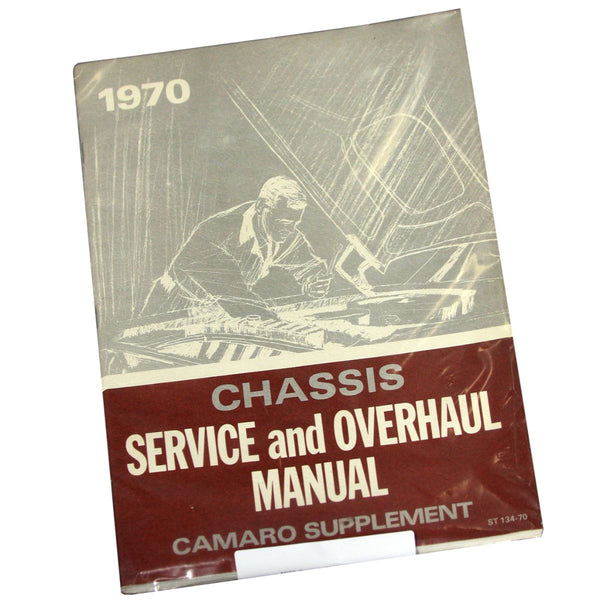 1970
CHASSIS
SERVICE and OVERHAUL
MANUAL
CAMARO SUPPLEMENT
ST 134-70